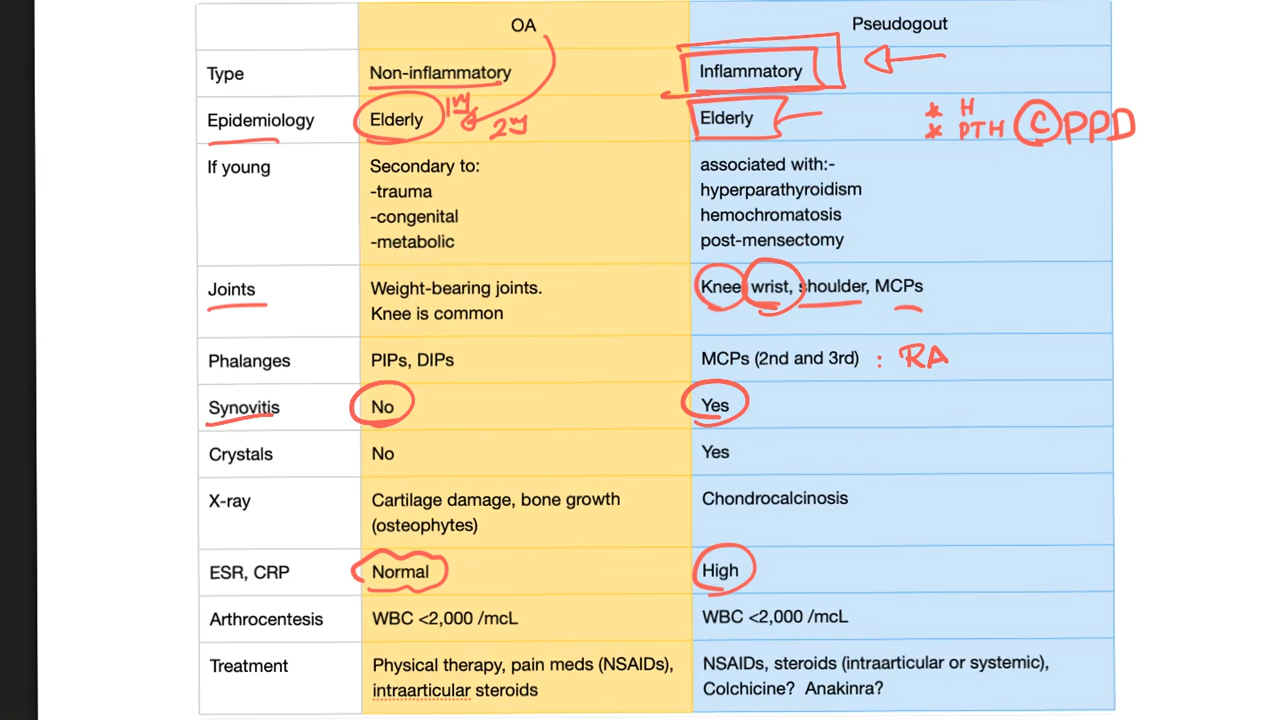 OA Pseudogout
Type Non-inflammatory Inflammatory
Epidemiology Elderly 1ry Elderly * H
2ry * PTH CPPD
If young Secondary to: associated with:-
-trauma hyperparathyroidism
-congenital hemochromatosis
-metabolic post-mensectomy
Joints Weight-bearing joints. Knee wrist, shoulder, MCPs
Knee is common
Phalanges PIPs, DIPs MCPs (2nd and 3rd) : RA
Synovitis No Yes
Crystals No Yes
X-ray Cartilage damage, bone growth Chondrocalcinosis
(osteophytes)
ESR, CRP Normal High
Arthrocentesis WBC <2,000 /mcL WBC <2,000 /mcL
Treatment Physical therapy, pain meds (NSAIDs), NSAIDs, steroids (intraarticular or systemic),
intraarticular steroids Colchicine? Anakinra?